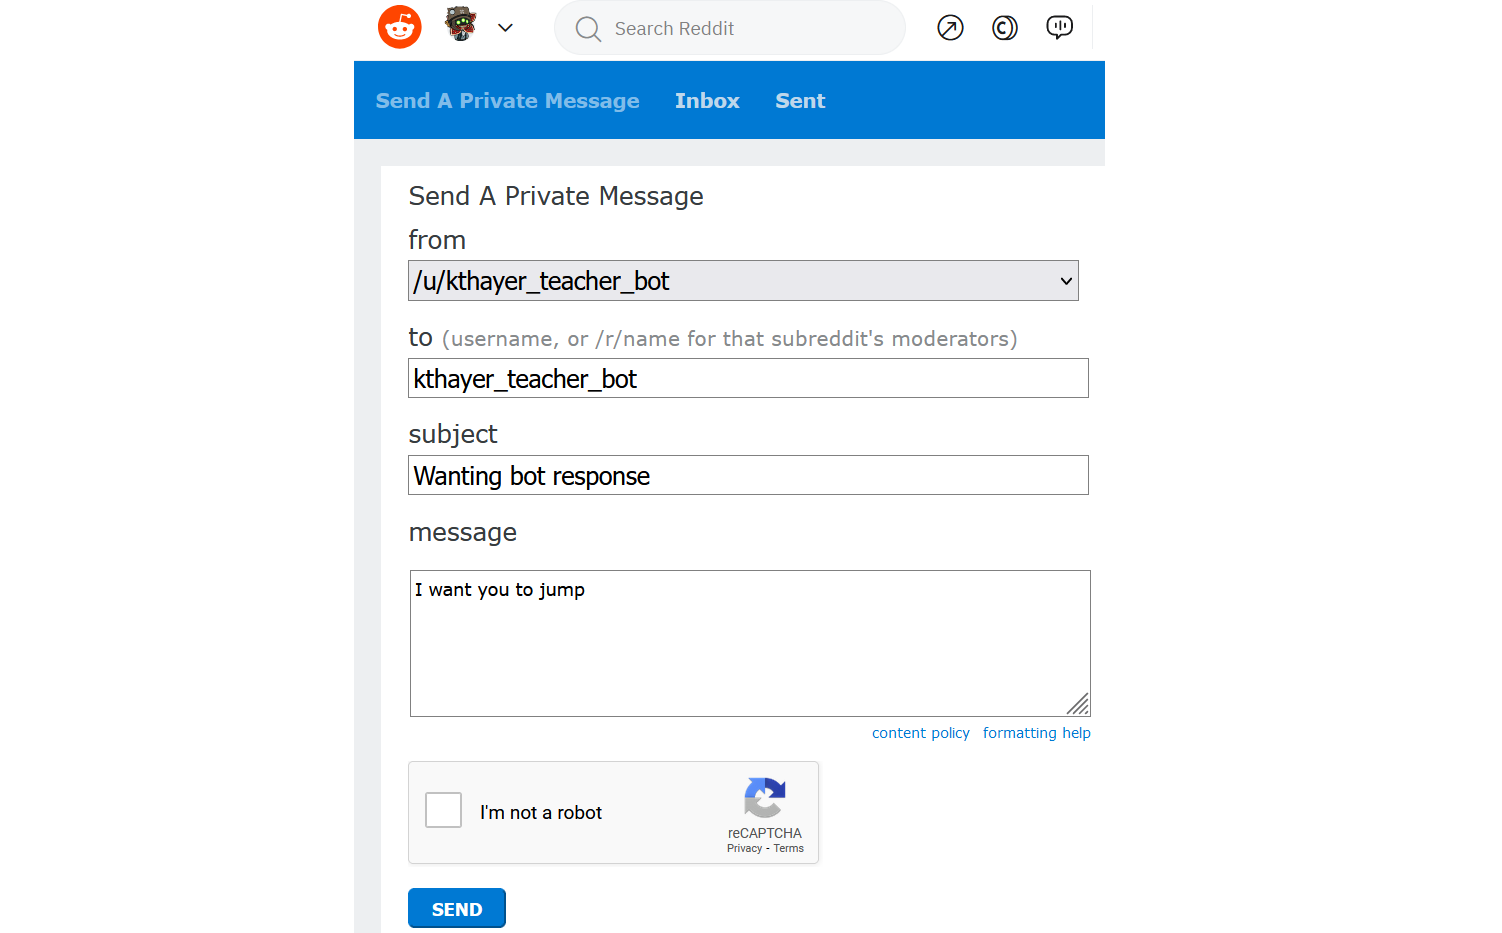 Search Reddit
Send A Private Message Inbox Sent
Send A Private Message
from
/u/kthayer_teacher_bot
to (username, or /r/name for that subreddit's moderators)
kthayer_teacher_bot
subject
Wanting bot response
message
I want you to jump
content policy formatting help
I'm not a robot
reCAPTCHA
Privacy - Terms
SEND